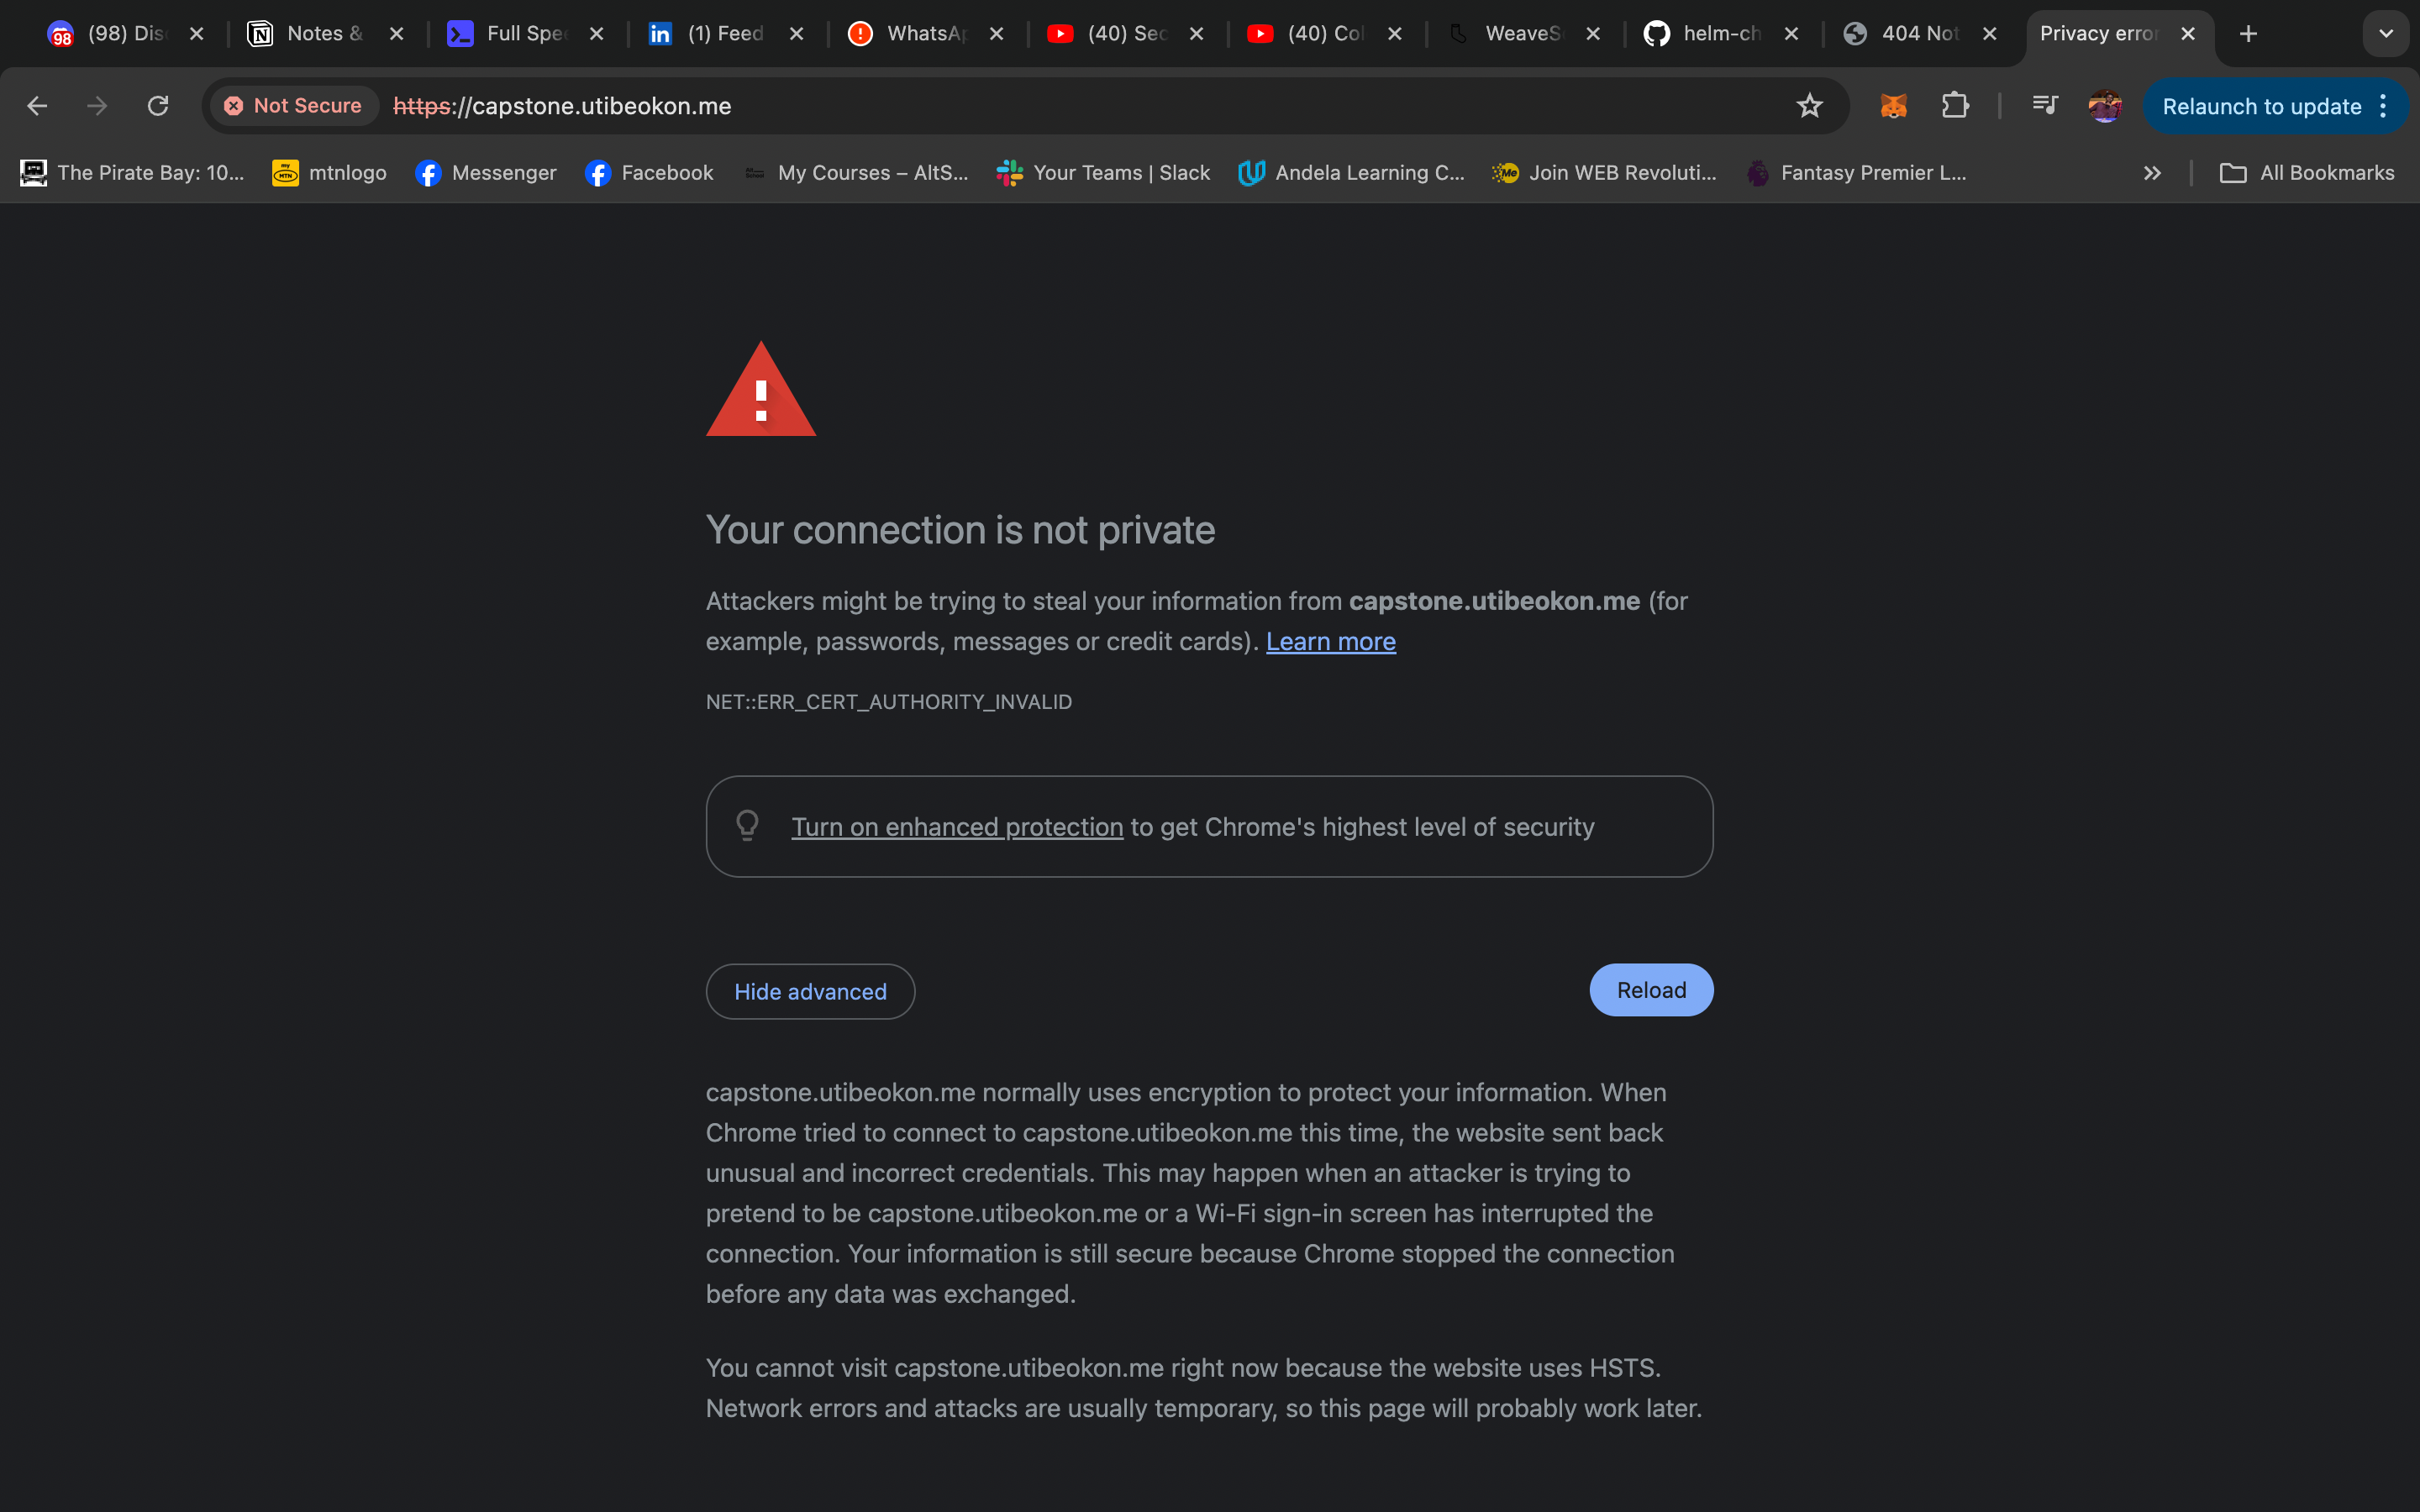 98 (98) Dis Notes & Full Spee (1) Feed WhatsAp (40) Sec (40) Col WeaveS helm-ch 404 Not Privacy error
Not Secure https://capstone.utibeokon.me Relaunch to update
The Pirate Bay: 10... mtnlogo Messenger Facebook My Courses – AltS... Your Teams | Slack Andela Learning C... Join WEB Revoluti... Fantasy Premier L... All Bookmarks
Your connection is not private
Attackers might be trying to steal your information from capstone.utibeokon.me (for
example, passwords, messages or credit cards). Learn more
NET::ERR_CERT_AUTHORITY_INVALID
Turn on enhanced protection to get Chrome's highest level of security
Hide advanced Reload
capstone.utibeokon.me normally uses encryption to protect your information. When
Chrome tried to connect to capstone.utibeokon.me this time, the website sent back
unusual and incorrect credentials. This may happen when an attacker is trying to
pretend to be capstone.utibeokon.me or a Wi-Fi sign-in screen has interrupted the
connection. Your information is still secure because Chrome stopped the connection
before any data was exchanged.
You cannot visit capstone.utibeokon.me right now because the website uses HSTS.
Network errors and attacks are usually temporary, so this page will probably work later.